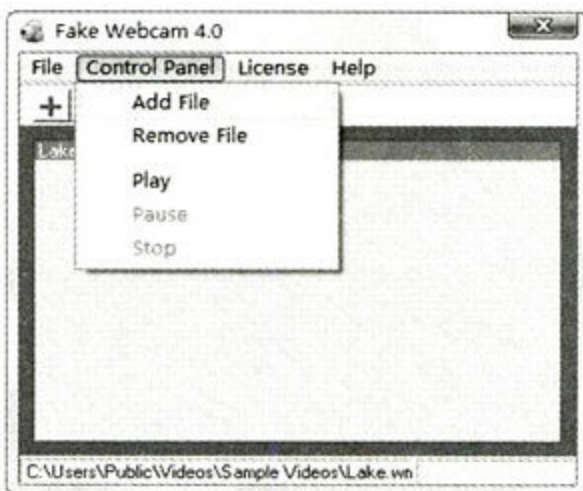 Fake Webcam 4.0
File Control Panel License Help
+
Add File
Remove File
Lake
Play
Pause
Stop
C:\Users\Public\Videos\Sample Videos\Lake.wn